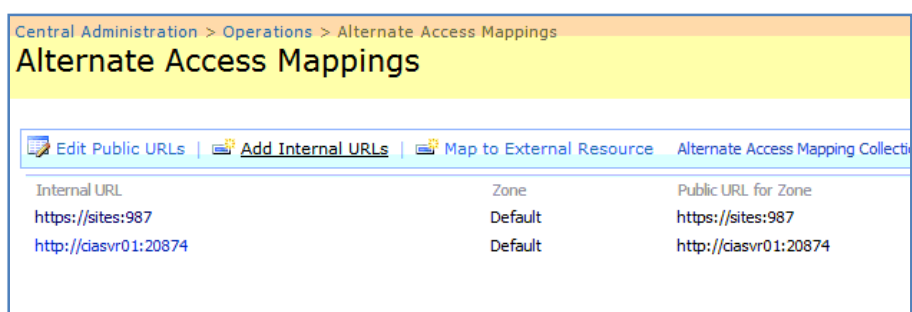 Central Administration > Operations > Alternate Access Mappings
Alternate Access Mappings
Edit Public URLs | Add Internal URLs | Map to External Resource Alternate Access Mapping Collecti
Internal URL Zone Public URL for Zone
https://sites:987 Default https://sites:987
http://ciasvr01:20874 Default http://ciasvr01:20874